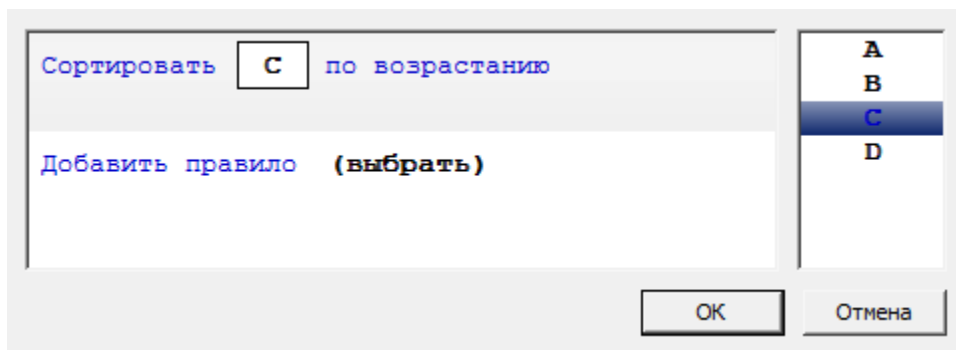 Сортировать C по возрастанию
Добавить правило (выбрать)
A
B
C
D
OK
Отмена